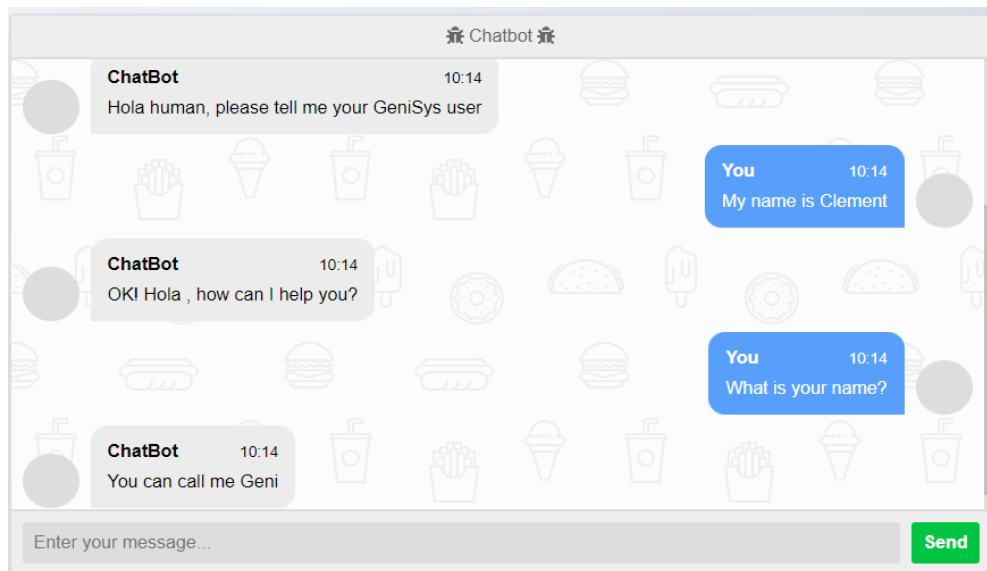 Chatbot
ChatBot 10:14
Hola human, please tell me your GeniSys user
You 10:14
My name is Clement
ChatBot 10:14
OK! Hola , how can I help you?
You 10:14
What is your name?
ChatBot 10:14
You can call me Geni
Enter your message... Send